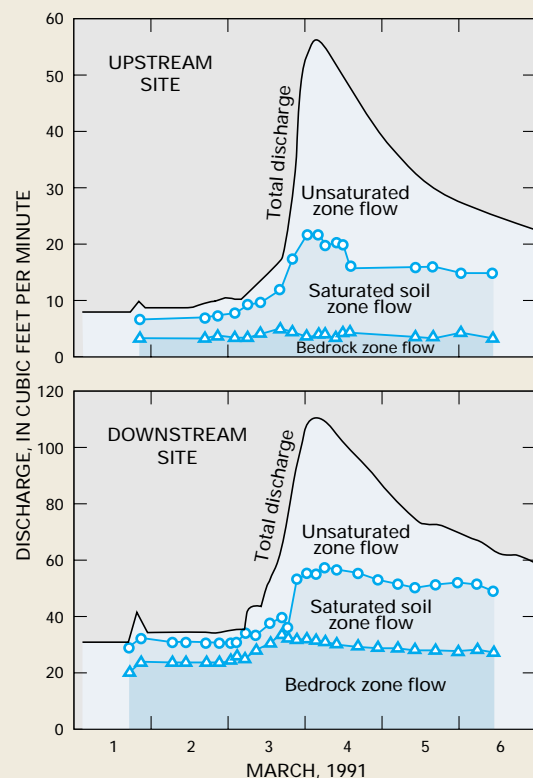 DISCHARGE, IN CUBIC FEET PER MINUTE
60
50
40
30
20
10
0
UPSTREAM
SITE
Total discharge
Unsaturated
zone flow
Saturated soil
zone flow
Bedrock zone flow
120
100
80
60
40
20
0
DOWNSTREAM
SITE
Total discharge
Unsaturated
zone flow
Saturated soil
zone flow
Bedrock zone flow
1 2 3 4 5 6
MARCH, 1991